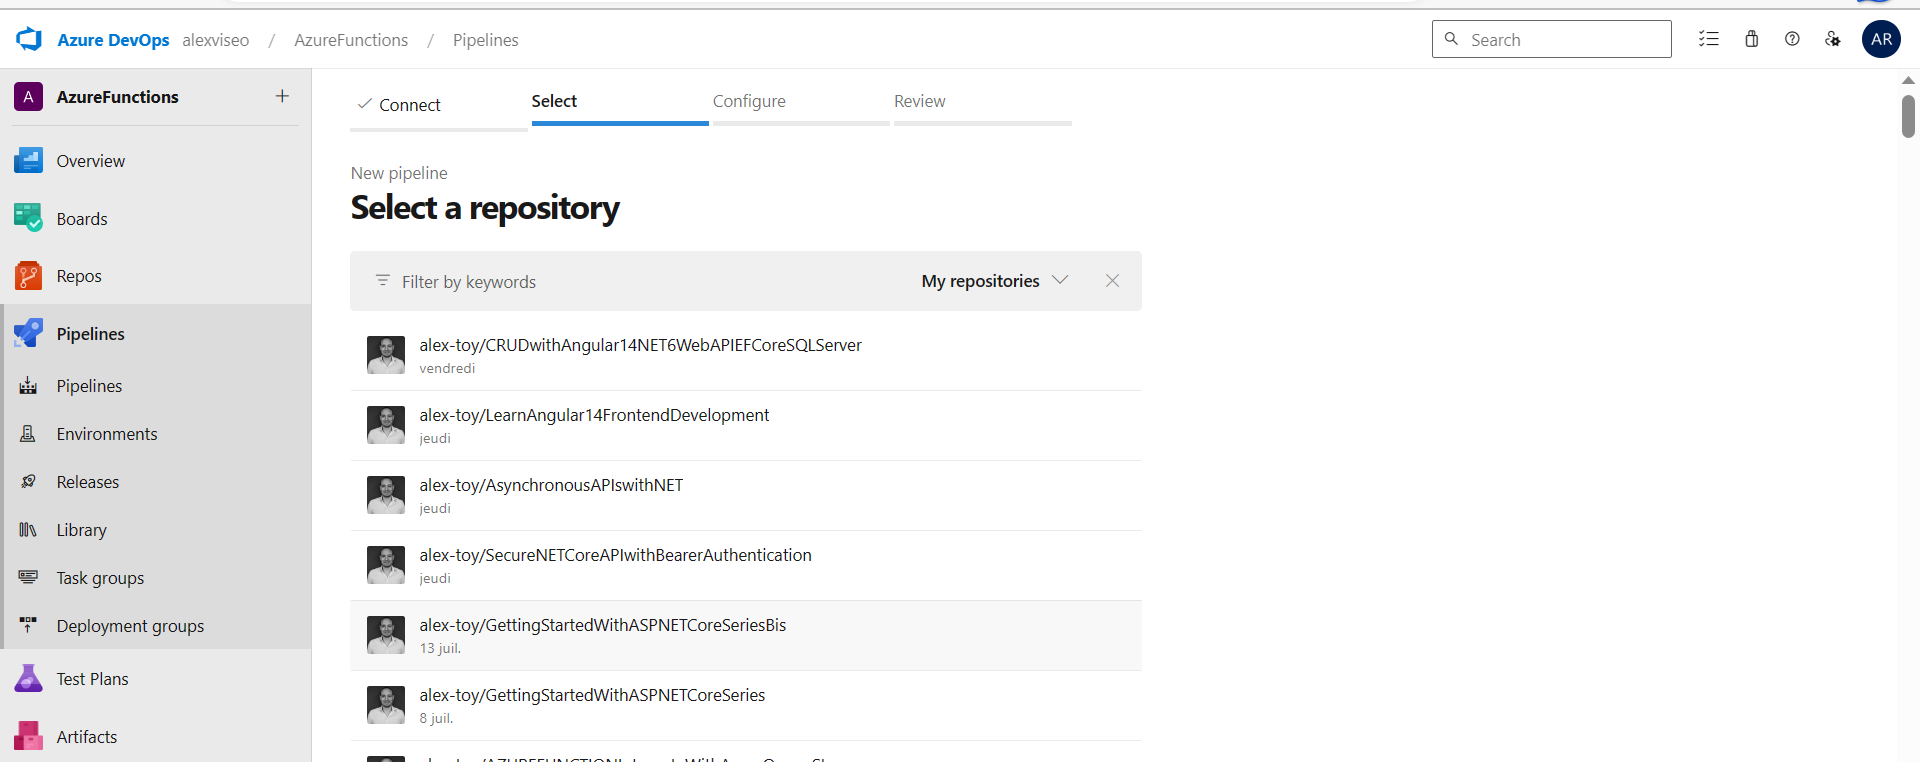 Azure DevOps alexviseo / AzureFunctions / Pipelines
Search
AR
A AzureFunctions +
Overview
Boards
Repos
Pipelines
Pipelines
Environments
Releases
Library
Task groups
Deployment groups
Test Plans
Artifacts
Connect
Select
Configure
Review
New pipeline
Select a repository
Filter by keywords
My repositories
alex-toy/CRUDwithAngular14NET6WebAPIEFCoreSQLServer
vendredi
alex-toy/LearnAngular14FrontendDevelopment
jeudi
alex-toy/AsynchronousAPIswithNET
jeudi
alex-toy/SecureNETCoreAPIwithBearerAuthentication
jeudi
alex-toy/GettingStartedWithASPNETCoreSeriesBis
13 juil.
alex-toy/GettingStartedWithASPNETCoreSeries
8 juil.